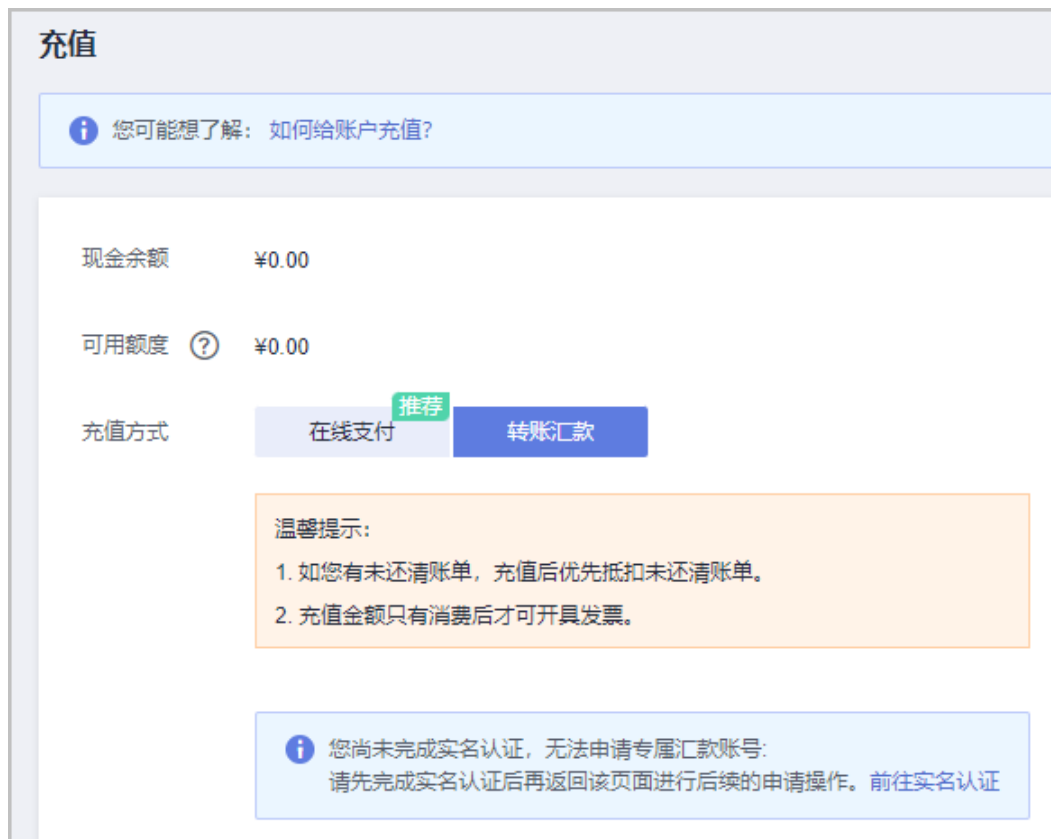 充值
您可能想了解： 如何给账户充值?
现金余额 ¥0.00
可用额度 ? ¥0.00
推荐
充值方式 在线支付 转账汇款
温馨提示：
1. 如您有未还清账单，充值后优先抵扣未还清账单。
2. 充值金额只有消费后才可开具发票。
您尚未完成实名认证，无法申请专属汇款账号:
请先完成实名认证后再返回该页面进行后续的申请操作。前往实名认证